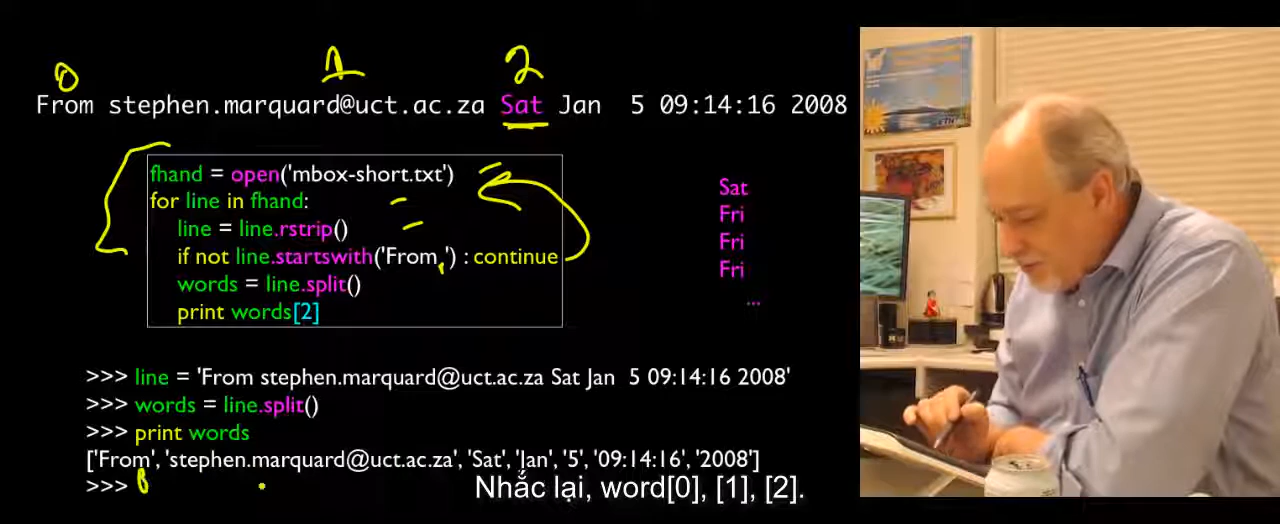 0 1 2
From stephen.marquard@uct.ac.za Sat Jan 5 09:14:16 2008
fhand = open('mbox-short.txt')
for line in fhand:
line = line.rstrip()
if not line.startswith('From ') : continue
words = line.split()
print words[2]
Sat
Fri
Fri
Fri
...
>>> line = 'From stephen.marquard@uct.ac.za Sat Jan 5 09:14:16 2008'
>>> words = line.split()
>>> print words
['From', 'stephen.marquard@uct.ac.za', 'Sat', 'Jan', '5', '09:14:16', '2008']
>>>
Nhắc lại, word[0], [1], [2].